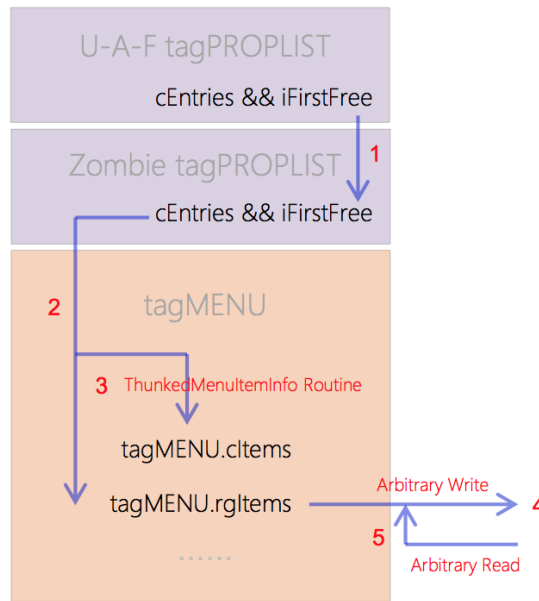 U-A-F tagPROPLIST
cEntries && iFirstFree
1
Zombie tagPROPLIST
cEntries && iFirstFree
2
tagMENU
3 ThunkedMenuItemInfo Routine
tagMENU.cItems
Arbitrary Write
tagMENU.rgItems
4
5
Arbitrary Read
......